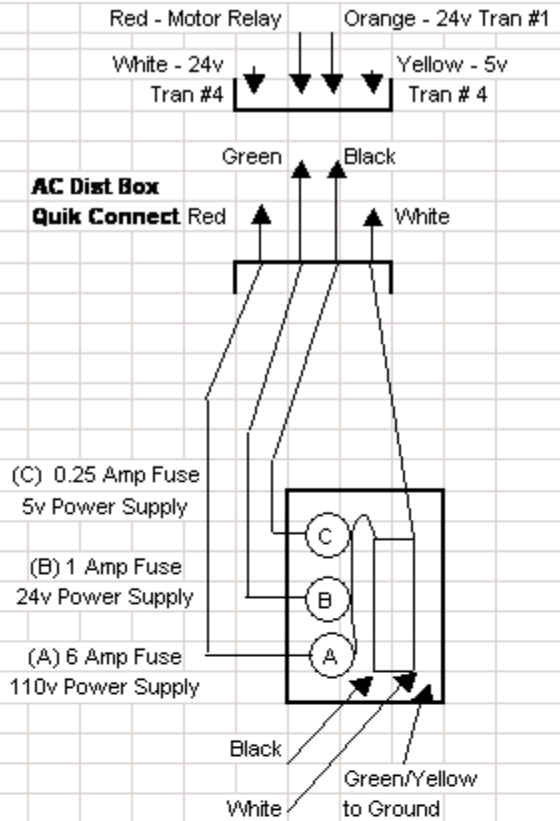 Red - Motor Relay
Orange - 24v Tran #1
White - 24v
Tran #4
Yellow - 5v
Tran # 4
Green
Black
AC Dist Box
Quik Connect
Red
White
(C) 0.25 Amp Fuse
5v Power Supply
C
(B) 1 Amp Fuse
24v Power Supply
B
(A) 6 Amp Fuse
110v Power Supply
A
Black
White
Green/Yellow
to Ground